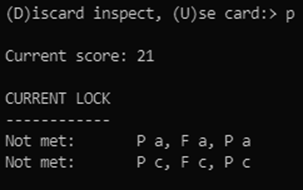 (D)iscard inspect, (U)se card:> p
Current score: 21
CURRENT LOCK
------------
Not met: P a, F a, P a
Not met: P c, F c, P c